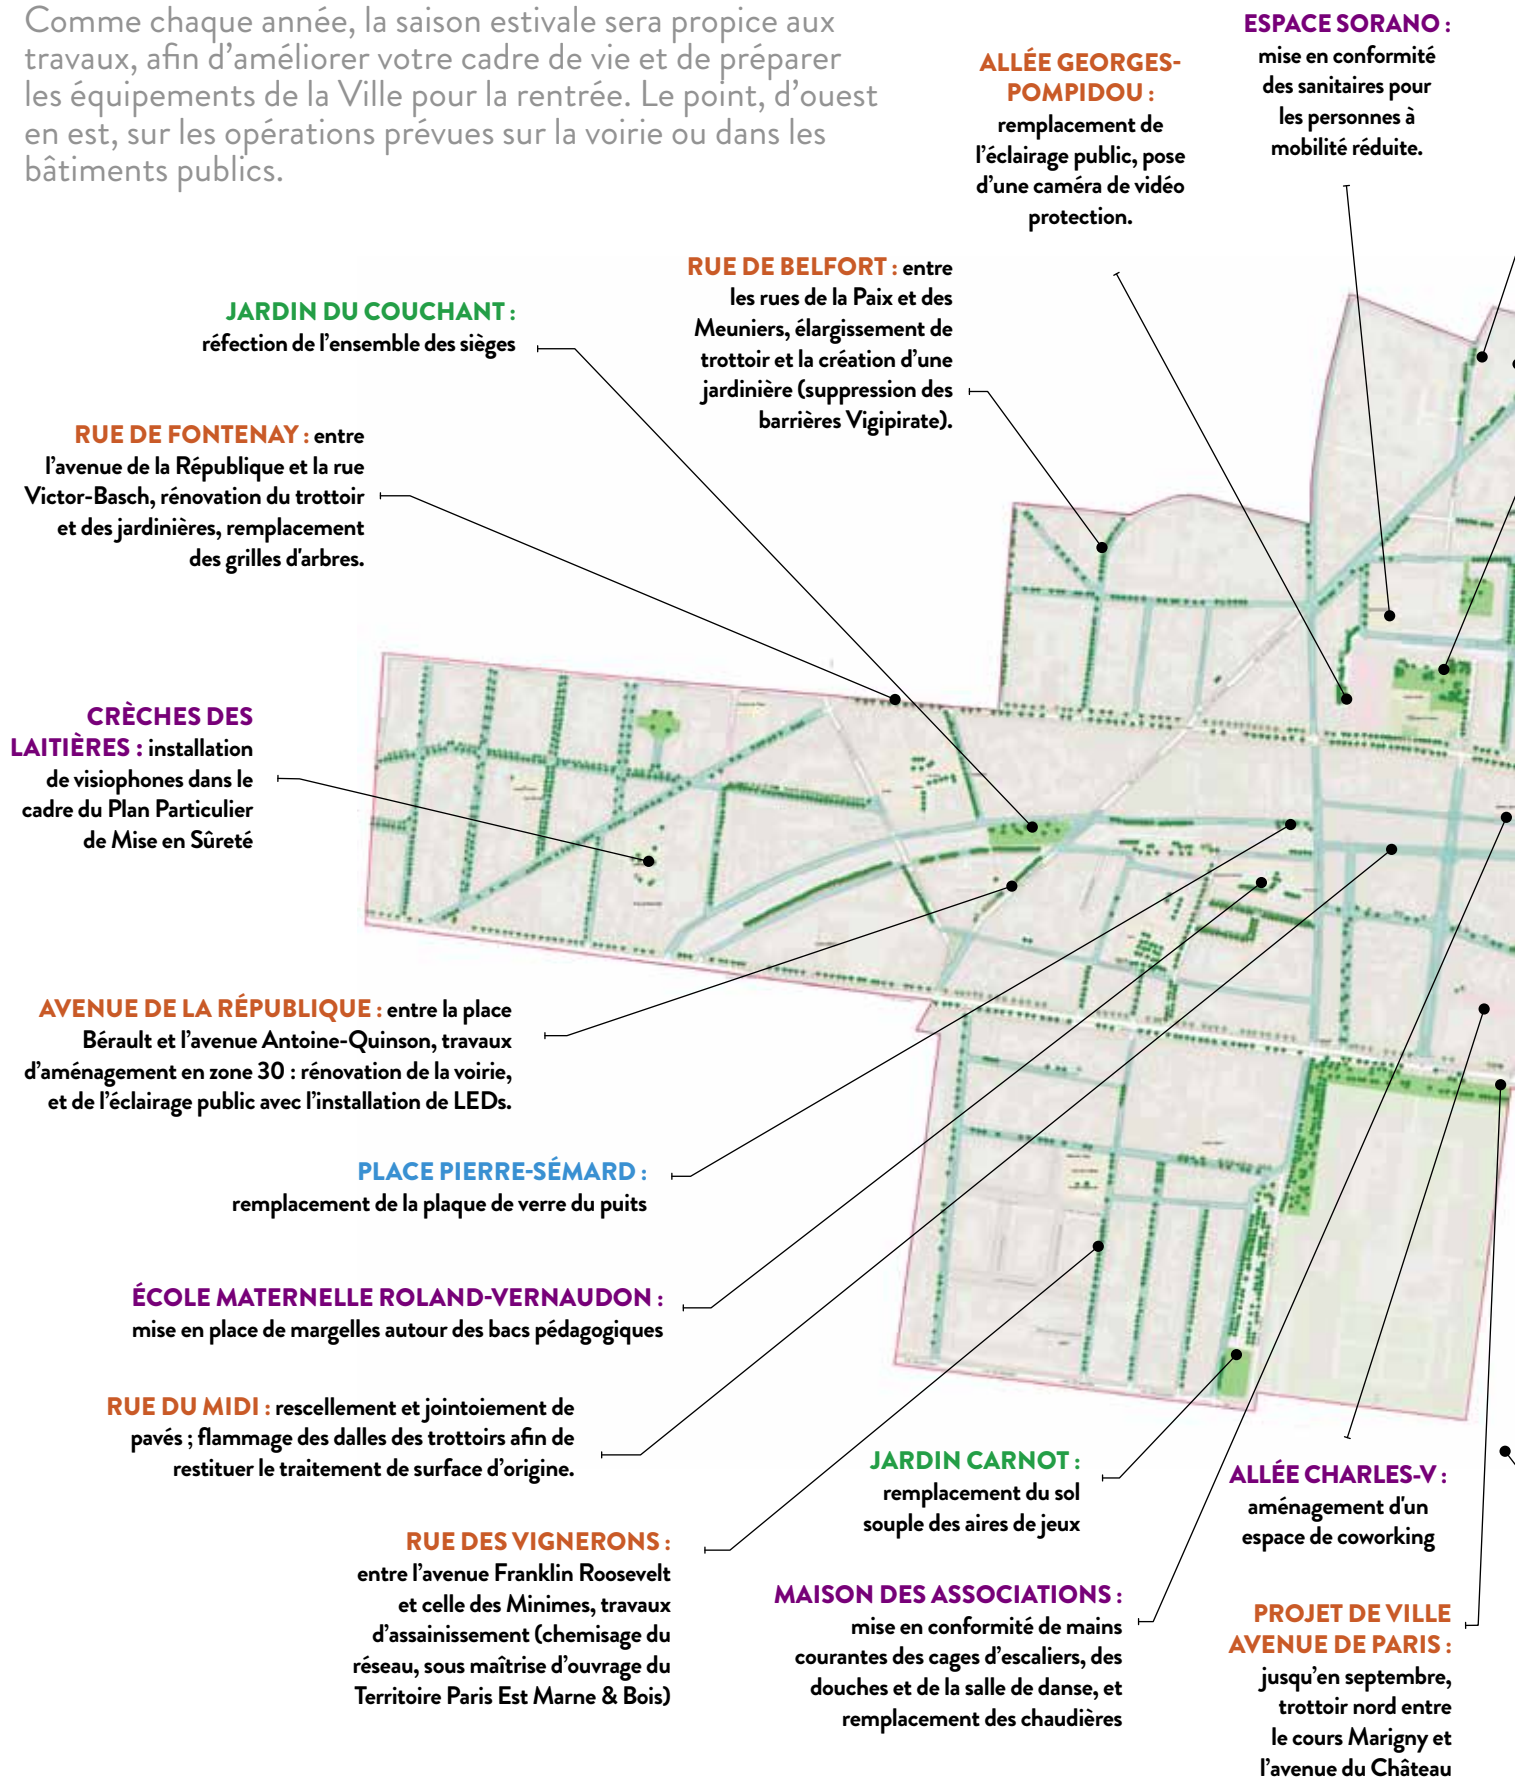 Comme chaque année, la saison estivale sera propice aux
travaux, afin d'améliorer votre cadre de vie et de préparer
les équipements de la Ville pour la rentrée. Le point, d'ouest
en est, sur les opérations prévues sur la voirie ou dans les
bâtiments publics.
ESPACE SORANO :
mise en conformité
des sanitaires pour
les personnes à
mobilité réduite.
ALLÉE GEORGES-
POMPIDOU :
remplacement de
l'éclairage public, pose
d'une caméra de vidéo
protection.
RUE DE BELFORT : entre
les rues de la Paix et des
Meuniers, élargissement de
trottoir et la création d'une
jardinière (suppression des
barrières Vigipirate).
JARDIN DU COUCHANT :
réfection de l'ensemble des sièges
RUE DE FONTENAY : entre
l'avenue de la République et la rue
Victor-Basch, rénovation du trottoir
et des jardinières, remplacement
des grilles d'arbres.
CRÈCHES DES
LAITIÈRES : installation
de visiophones dans le
cadre du Plan Particulier
de Mise en Sûreté
AVENUE DE LA RÉPUBLIQUE : entre la place
Bérault et l'avenue Antoine-Quinson, travaux
d'aménagement en zone 30 : rénovation de la voirie,
et de l'éclairage public avec l'installation de LEDs.
PLACE PIERRE-SÉMARD :
remplacement de la plaque de verre du puits
ÉCOLE MATERNELLE ROLAND-VERNAUDON :
mise en place de margelles autour des bacs pédagogiques
RUE DU MIDI : rescellement et jointoiement de
pavés ; flammage des dalles des trottoirs afin de
restituer le traitement de surface d'origine.
RUE DES VIGNERONS :
entre l'avenue Franklin Roosevelt
et celle des Minimes, travaux
d'assainissement (chemisage du
réseau, sous maîtrise d'ouvrage du
Territoire Paris Est Marne & Bois)
JARDIN CARNOT :
remplacement du sol
souple des aires de jeux
MAISON DES ASSOCIATIONS :
mise en conformité de mains
courantes des cages d'escaliers, des
douches et de la salle de danse, et
remplacement des chaudières
ALLÉE CHARLES-V :
aménagement d'un
espace de coworking
PROJET DE VILLE
AVENUE DE PARIS :
jusqu'en septembre,
trottoir nord entre
le cours Marigny et
l'avenue du Château